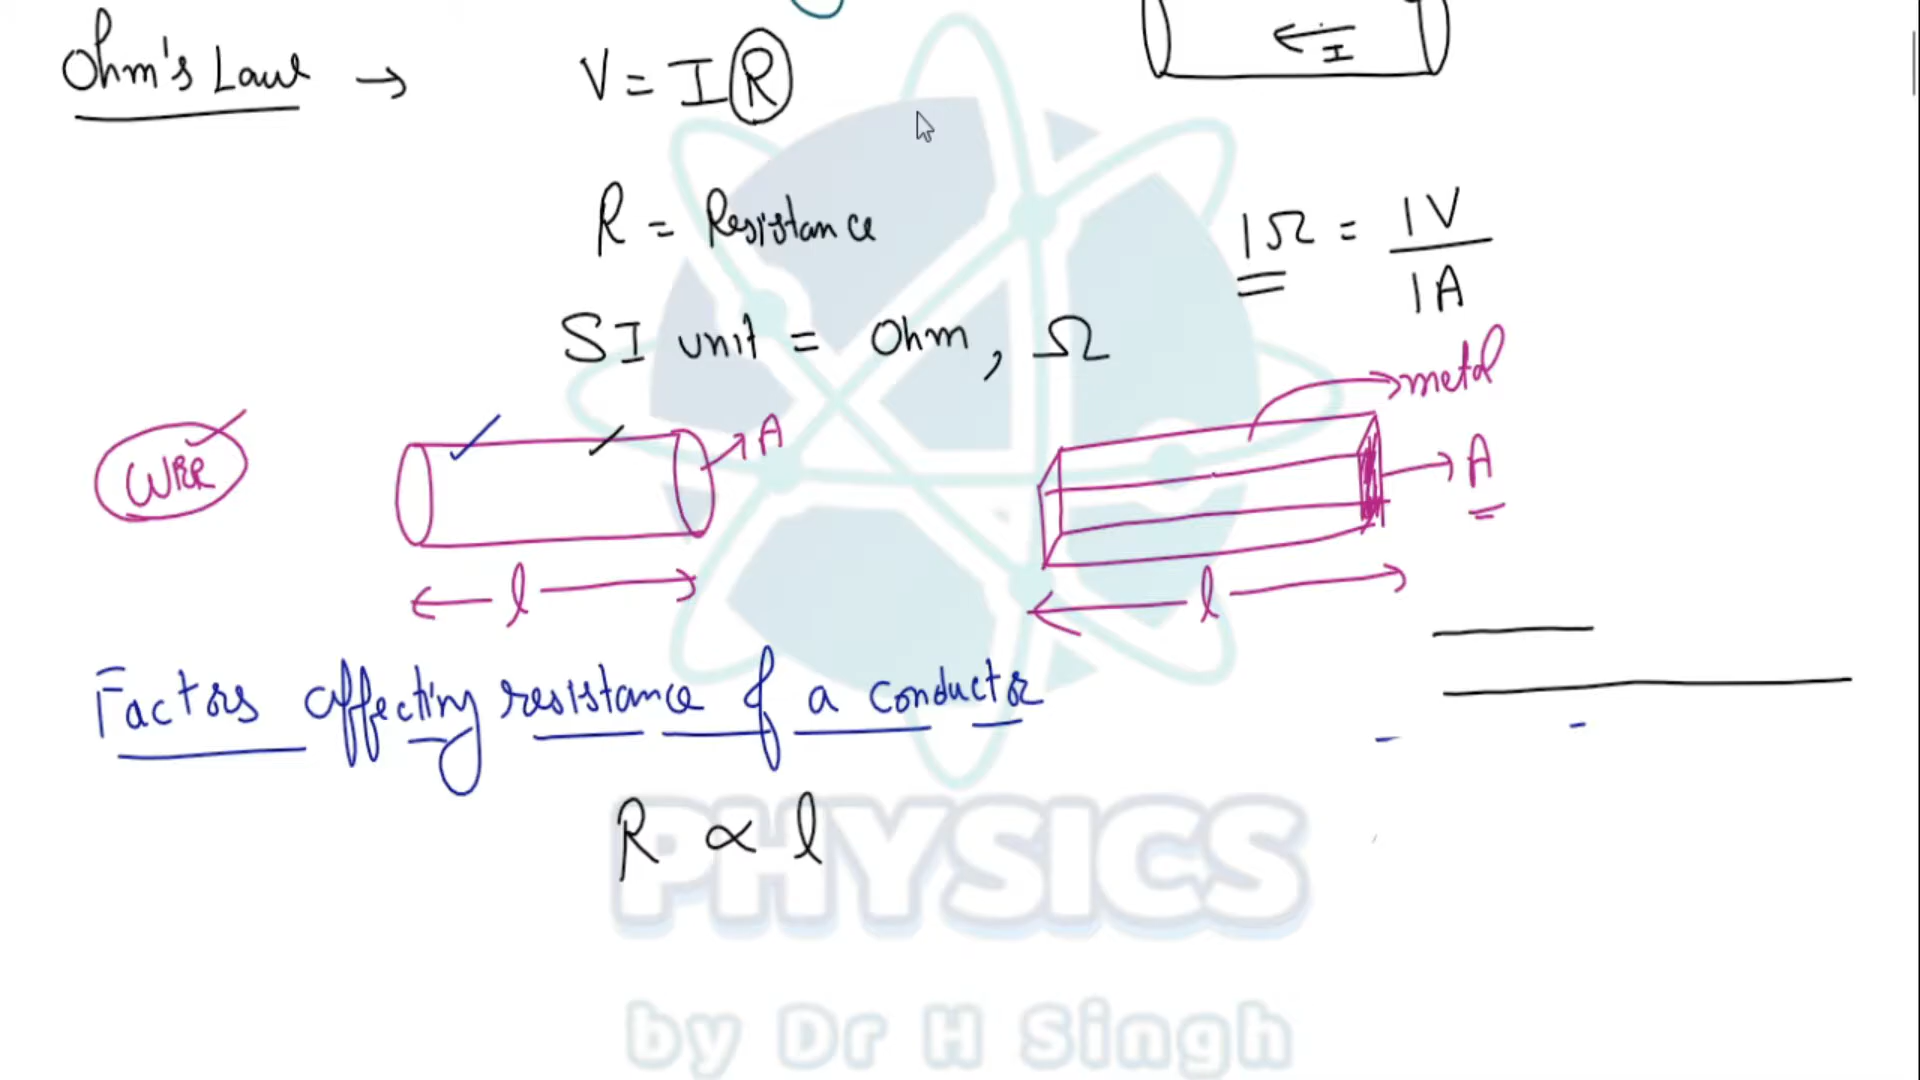 Ohm's Law → V = IR
I
R = Resistance
1Ω = 1V / 1A
SI unit = Ohm, Ω
metal
A
A
l
l
Factors affecting resistance of a conductor
R ∝ l
PHYSICS
by Dr H Singh